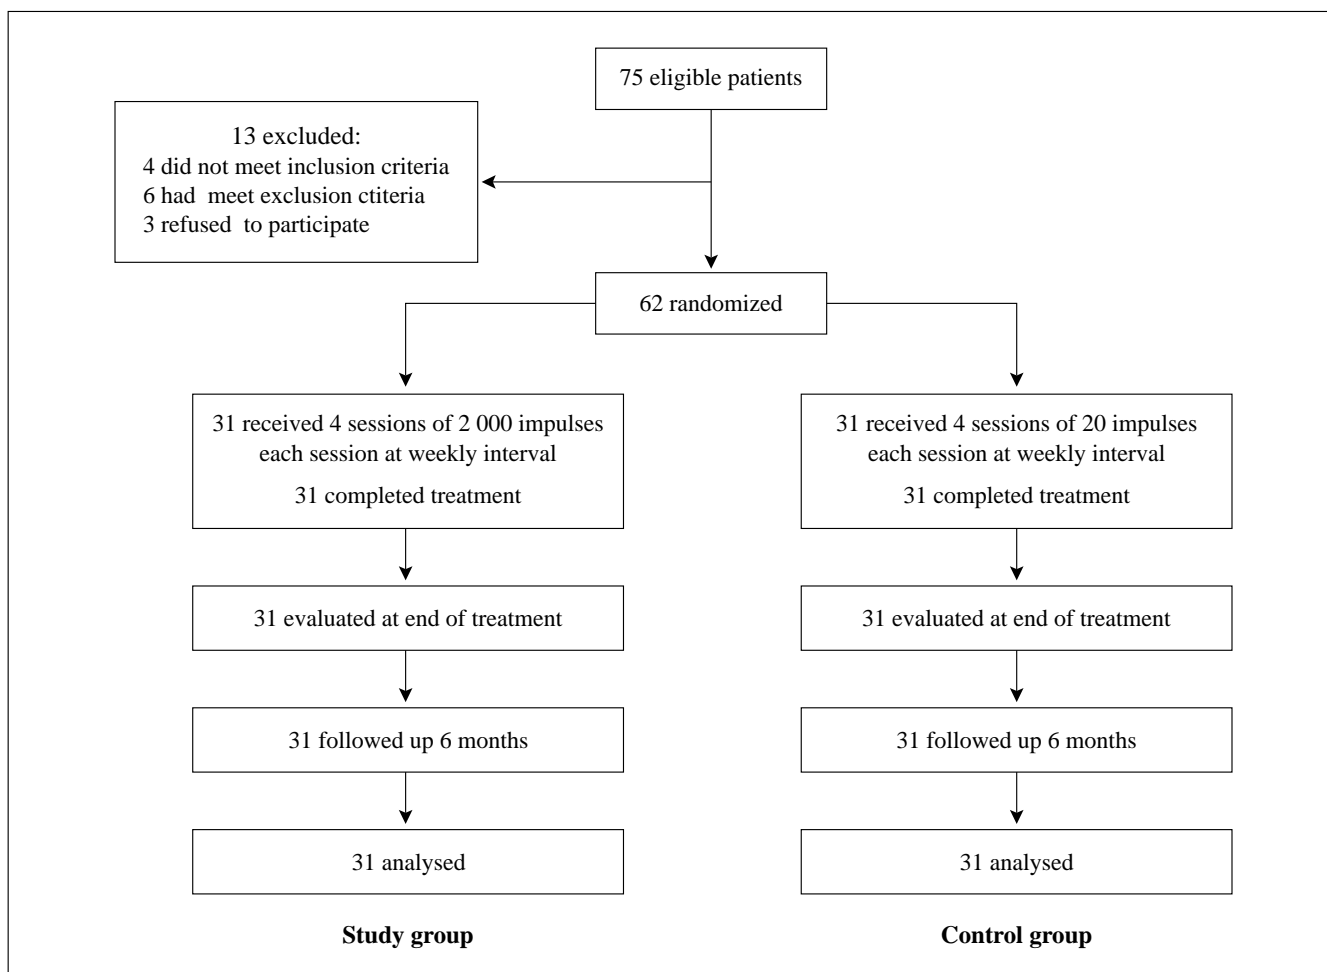 75 eligible patients
13 excluded:
4 did not meet inclusion criteria
6 had  meet exclusion ctiteria
3 refused  to participate
62 randomized
31 received 4 sessions of 2 000 impulses
each session at weekly interval
31 completed treatment
31 received 4 sessions of 20 impulses
each session at weekly interval
31 completed treatment
31 evaluated at end of treatment
31 evaluated at end of treatment
31 followed up 6 months
31 followed up 6 months
31 analysed
31 analysed
Study group
Control group